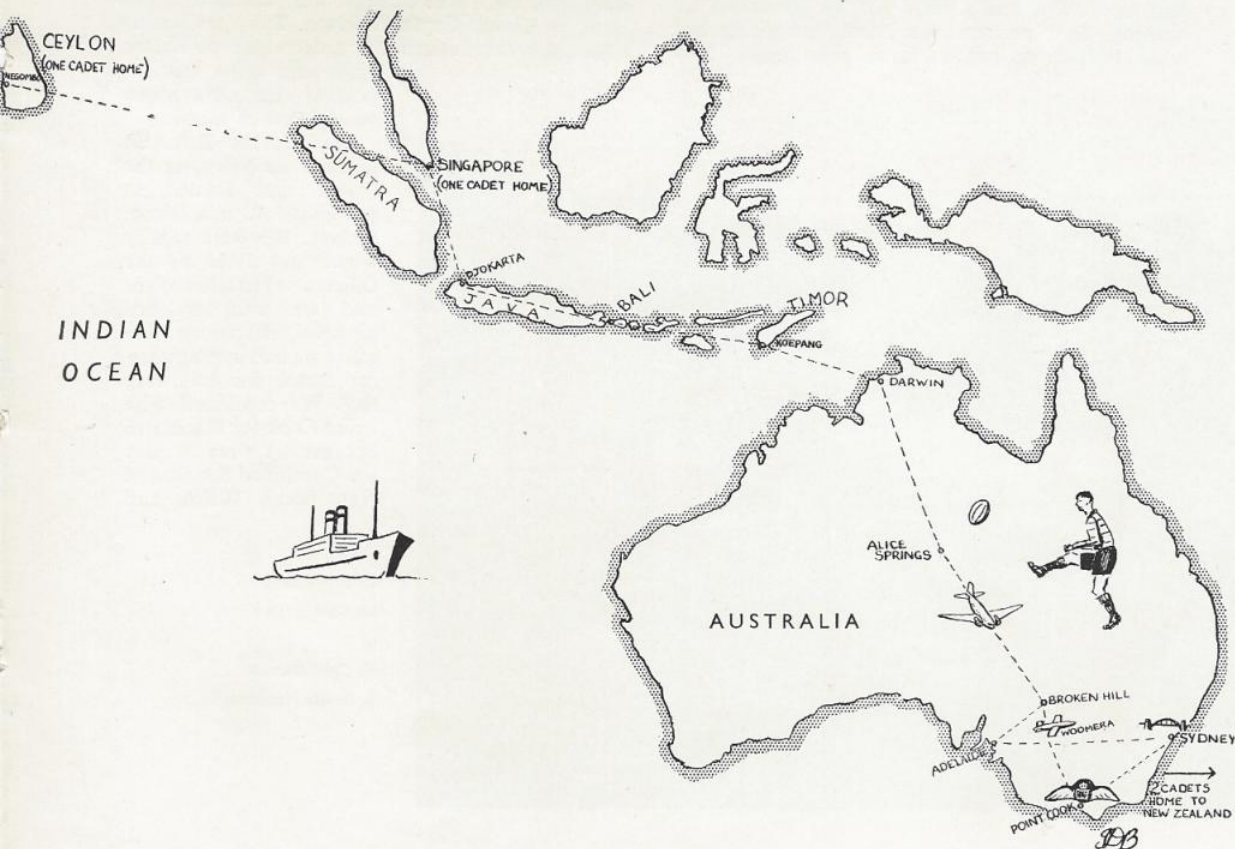 CEYLON
(ONE CADET HOME)
NEGOMBO
SUMATRA
SINGAPORE
(ONE CADET HOME)
DJOKARTA
JAVA
BALI
TIMOR
KOEPANG
INDIAN
OCEAN
DARWIN
ALICE
SPRINGS
AUSTRALIA
BROKEN HILL
WOOMERA
SYDNEY
ADELAIDE
POINT COOK
2 CADETS
HOME TO
NEW ZEALAND